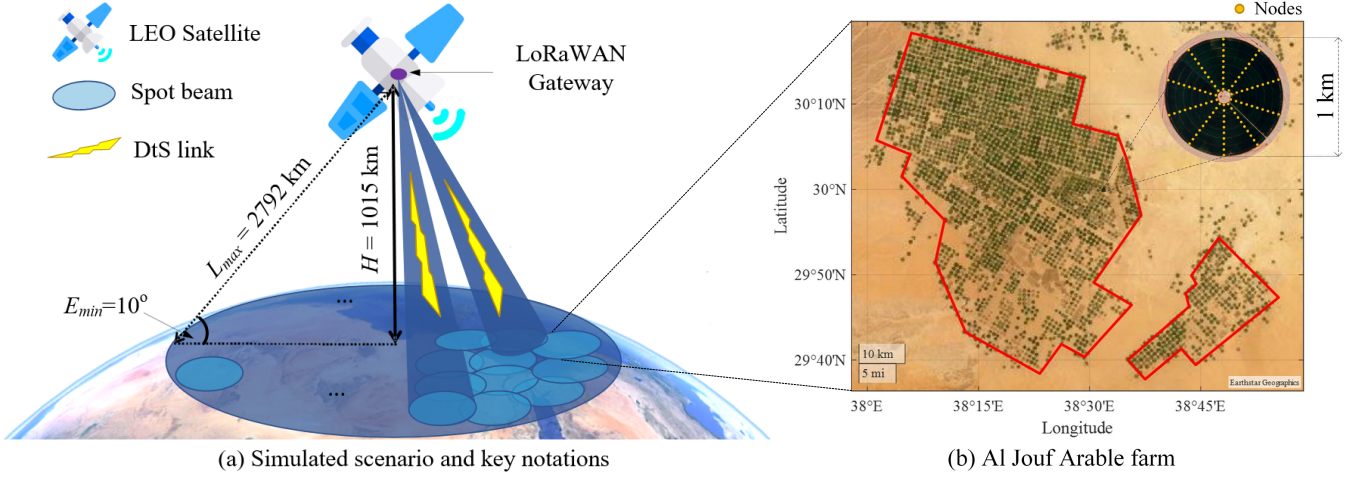 LEO Satellite
Spot beam
DtS link
LoRaWAN
Gateway
L_max = 2792 km
H = 1015 km
E_min=10°
...
...
(a) Simulated scenario and key notations
Nodes
1 km
Latitude
30°10'N
30°N
29°50'N
29°40'N
10 km
5 mi
Earthstar Geographics
38°E
38°15'E
38°30'E
38°45'E
Longitude
(b) Al Jouf Arable farm